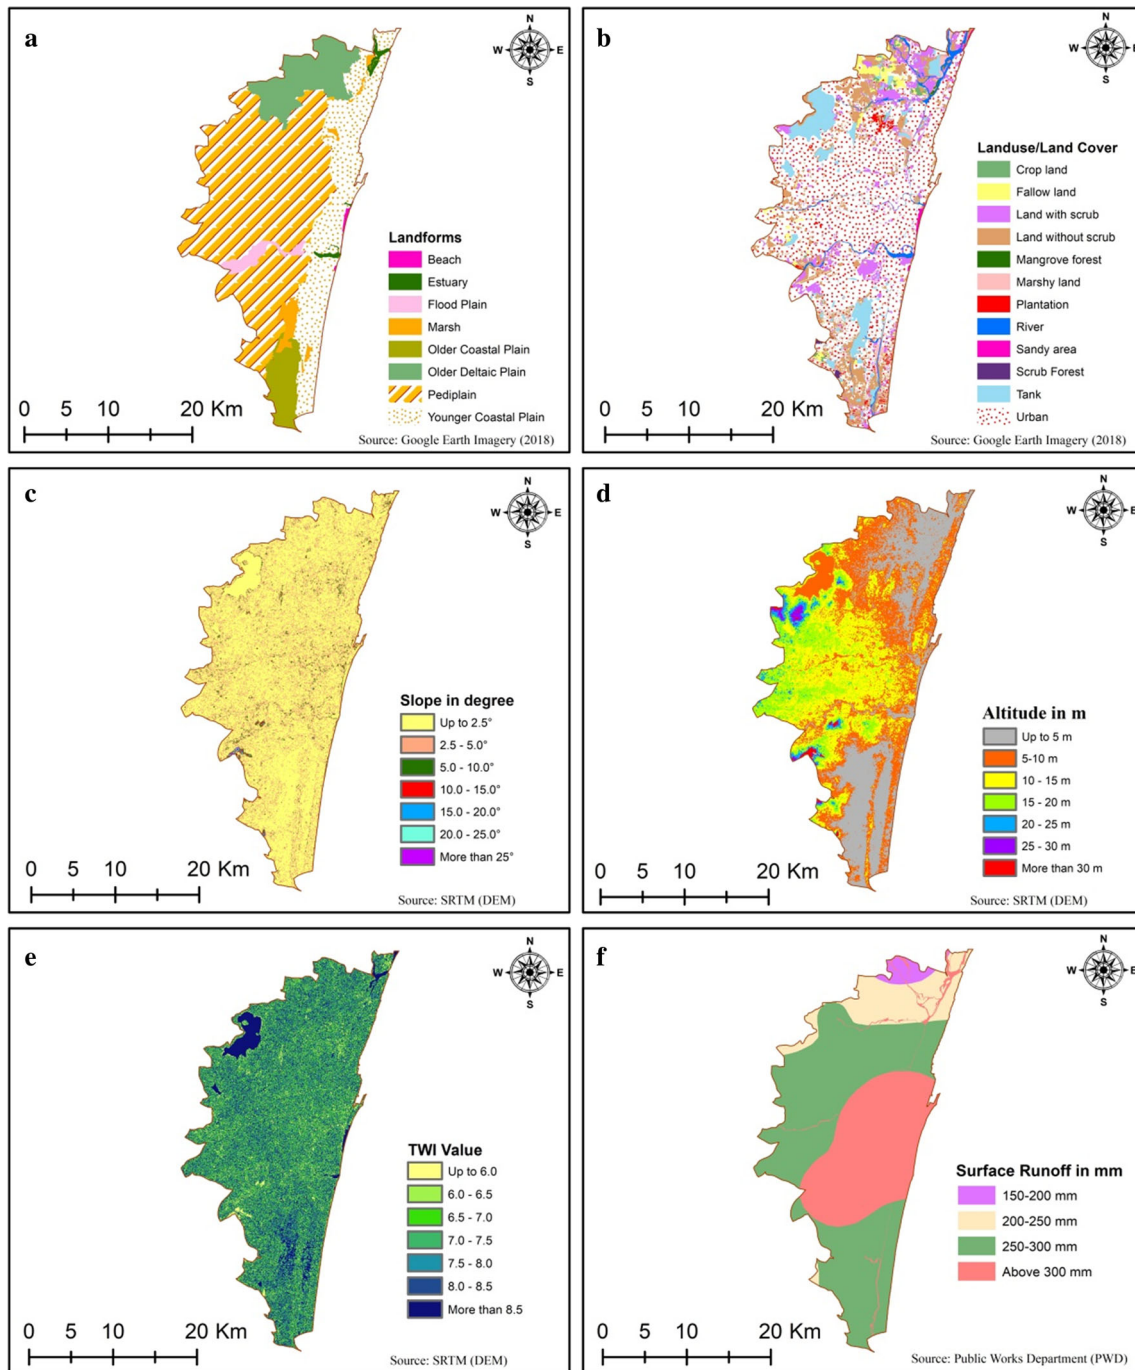 a
N
W E
S
Landforms
Beach
Estuary
Flood Plain
Marsh
Older Coastal Plain
Older Deltaic Plain
Pediplain
Younger Coastal Plain
0 5 10 20 Km
Source: Google Earth Imagery (2018)
b
N
W E
S
Landuse/Land Cover
Crop land
Fallow land
Land with scrub
Land without scrub
Mangrove forest
Marshy land
Plantation
River
Sandy area
Scrub Forest
Tank
Urban
0 5 10 20 Km
Source: Google Earth Imagery (2018)
c
N
W E
S
Slope in degree
Up to 2.5°
2.5 - 5.0°
5.0 - 10.0°
10.0 - 15.0°
15.0 - 20.0°
20.0 - 25.0°
More than 25°
0 5 10 20 Km
Source: SRTM (DEM)
d
N
W E
S
Altitude in m
Up to 5 m
5-10 m
10 - 15 m
15 - 20 m
20 - 25 m
25 - 30 m
More than 30 m
0 5 10 20 Km
Source: SRTM (DEM)
e
N
W E
S
TWI Value
Up to 6.0
6.0 - 6.5
6.5 - 7.0
7.0 - 7.5
7.5 - 8.0
8.0 - 8.5
More than 8.5
0 5 10 20 Km
Source: SRTM (DEM)
f
N
W E
S
Surface Runoff in mm
150-200 mm
200-250 mm
250-300 mm
Above 300 mm
0 5 10 20 Km
Source: Public Works Department (PWD)